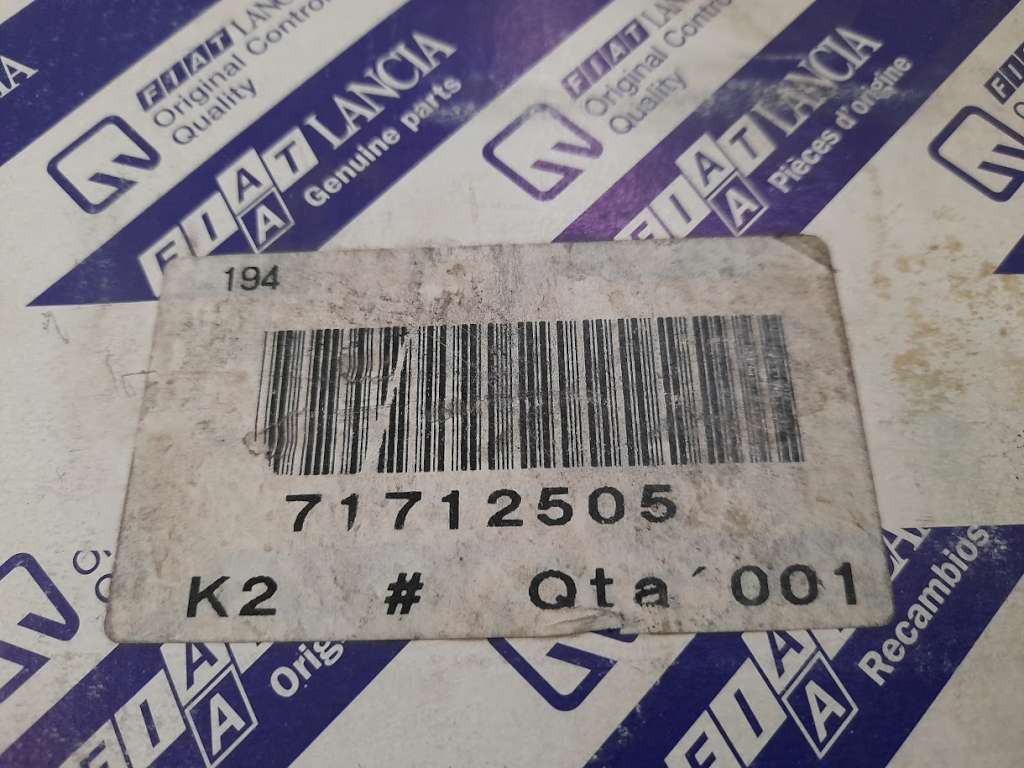 FIAT LANCIA
Original Control
Quality
FIAT LANCIA
Genuine parts
FIAT LANCIA
Original Control
Quality
FIAT LANCIA
Pièces d'origine
194
71712505
K2 # Qta´001
FIA
Recambios